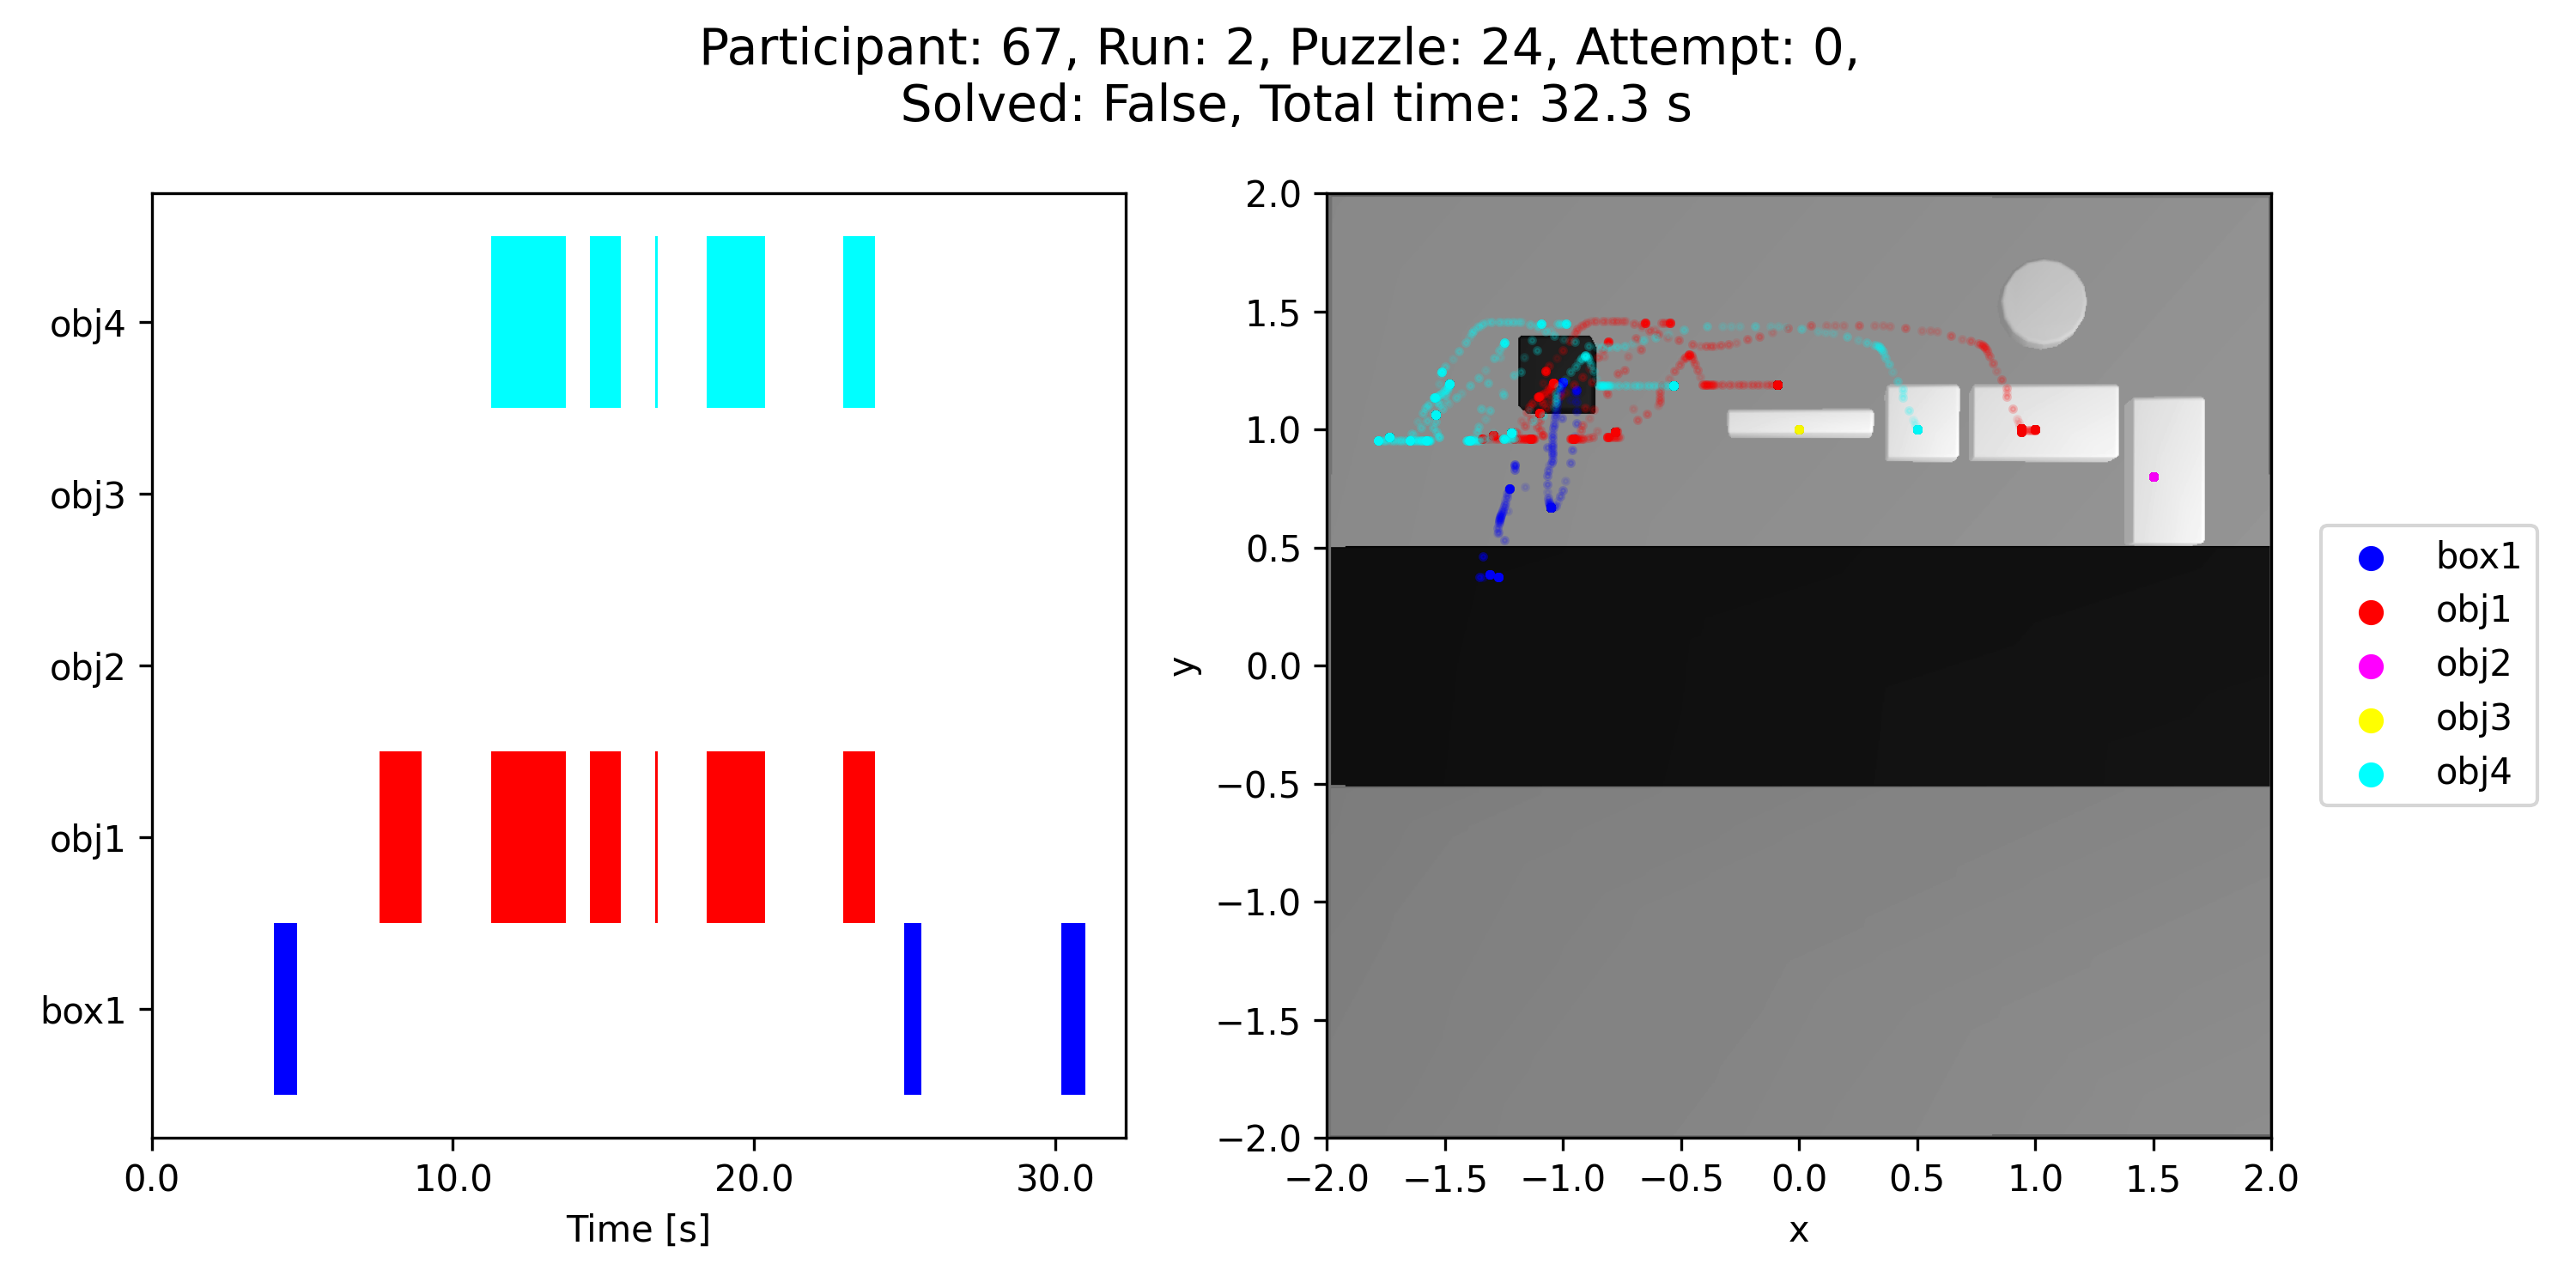 Participant: 67, Run: 2, Puzzle: 24, Attempt: 0,
Solved: False, Total time: 32.3 s
obj4
obj3
obj2
obj1
box1
0.0 10.0 20.0 30.0
Time [s]
2.0
1.5
1.0
0.5
0.0
−0.5
−1.0
−1.5
−2.0
y
−2.0 −1.5 −1.0 −0.5 0.0 0.5 1.0 1.5 2.0
x
box1
obj1
obj2
obj3
obj4